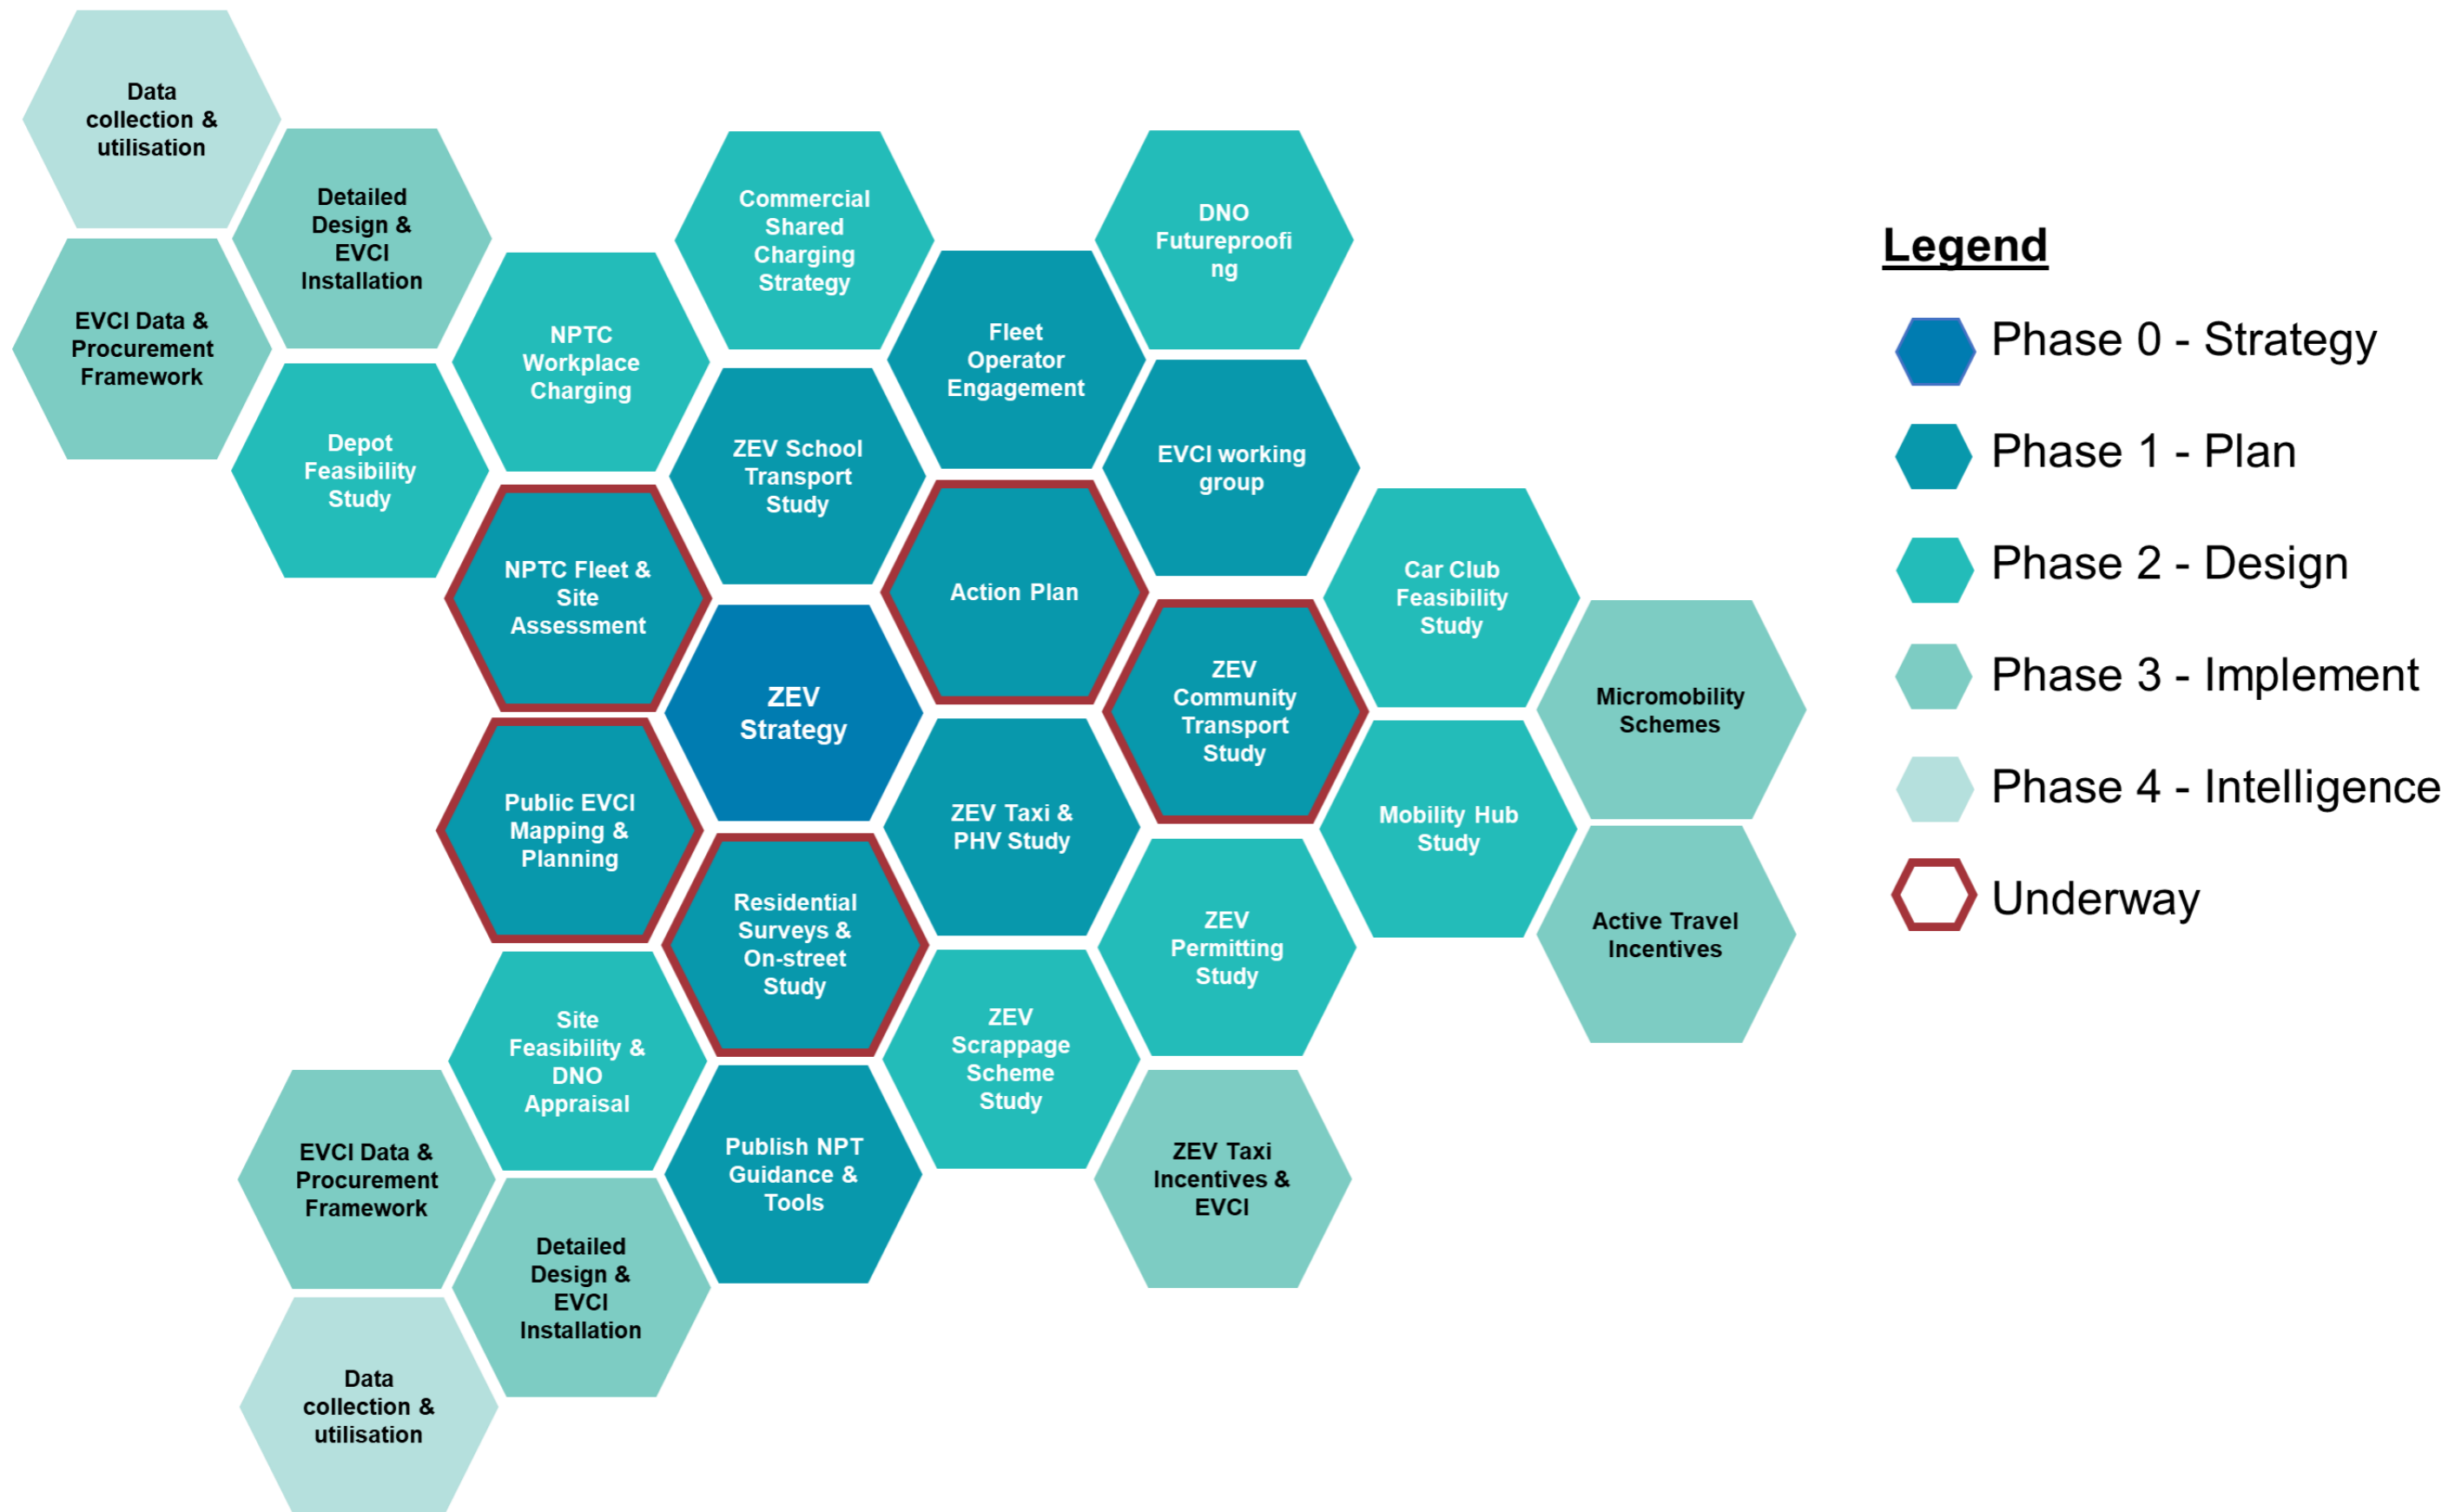 Data
collection &
utilisation
Detailed
Design &
EVCI
Installation
EVCI Data &
Procurement
Framework
Depot
Feasibility
Study
NPTC
Workplace
Charging
Commercial
Shared
Charging
Strategy
DNO
Futureproofi
ng
Fleet
Operator
Engagement
ZEV School
Transport
Study
EVCI working
group
NPTC Fleet &
Site
Assessment
Action Plan
Car Club
Feasibility
Study
ZEV
Strategy
ZEV
Community
Transport
Study
Micromobility
Schemes
Public EVCI
Mapping &
Planning
ZEV Taxi &
PHV Study
Mobility Hub
Study
Residential
Surveys &
On-street
Study
ZEV
Permitting
Study
Active Travel
Incentives
Site
Feasibility &
DNO
Appraisal
ZEV
Scrappage
Scheme
Study
EVCI Data &
Procurement
Framework
Publish NPT
Guidance &
Tools
ZEV Taxi
Incentives &
EVCI
Detailed
Design &
EVCI
Installation
Data
collection &
utilisation
Legend
Phase 0 - Strategy
Phase 1 - Plan
Phase 2 - Design
Phase 3 - Implement
Phase 4 - Intelligence
Underway